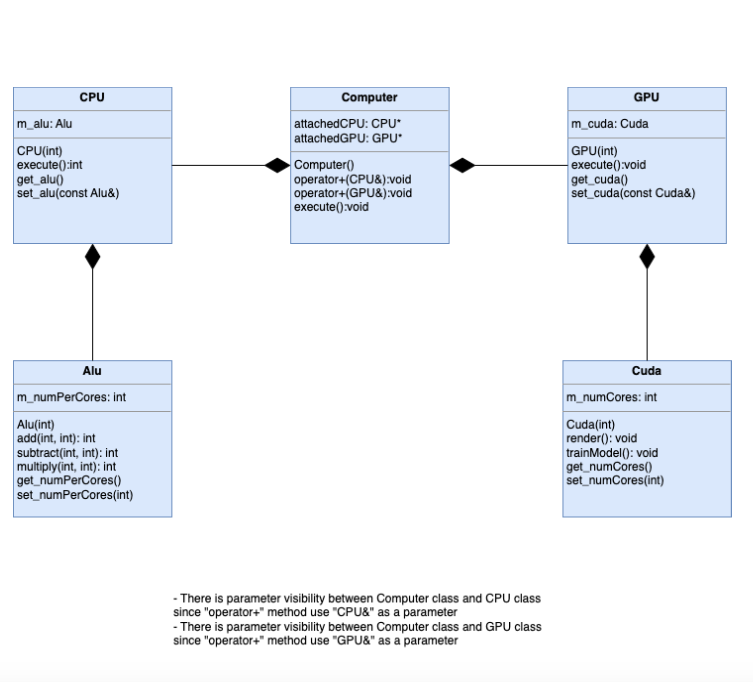 CPU
m_alu: Alu
CPU(int)
execute():int
get_alu()
set_alu(const Alu&)
Computer
attachedCPU: CPU*
attachedGPU: GPU*
Computer()
operator+(CPU&):void
operator+(GPU&):void
execute():void
GPU
m_cuda: Cuda
GPU(int)
execute():void
get_cuda()
set_cuda(const Cuda&)
Alu
m_numPerCores: int
Alu(int)
add(int, int): int
subtract(int, int): int
multiply(int, int): int
get_numPerCores()
set_numPerCores(int)
Cuda
m_numCores: int
Cuda(int)
render(): void
trainModel(): void
get_numCores()
set_numCores(int)
- There is parameter visibility between Computer class and CPU class
since "operator+" method use "CPU&" as a parameter
- There is parameter visibility between Computer class and GPU class
since "operator+" method use "GPU&" as a parameter